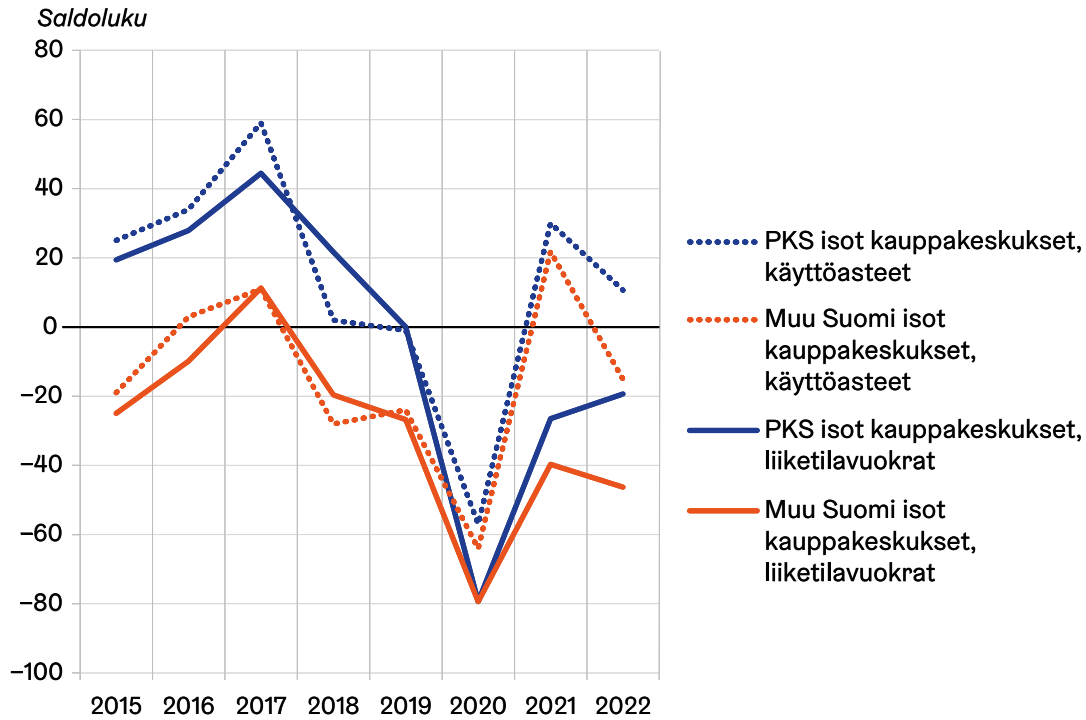 Saldoluku
80
60
40
20
0
−20
−40
−60
−80
−100
2015 2016 2017 2018 2019 2020 2021 2022
PKS isot kauppakeskukset,
käyttöasteet
Muu Suomi isot
kauppakeskukset,
käyttöasteet
PKS isot kauppakeskukset,
liiketilavuokrat
Muu Suomi isot
kauppakeskukset,
liiketilavuokrat